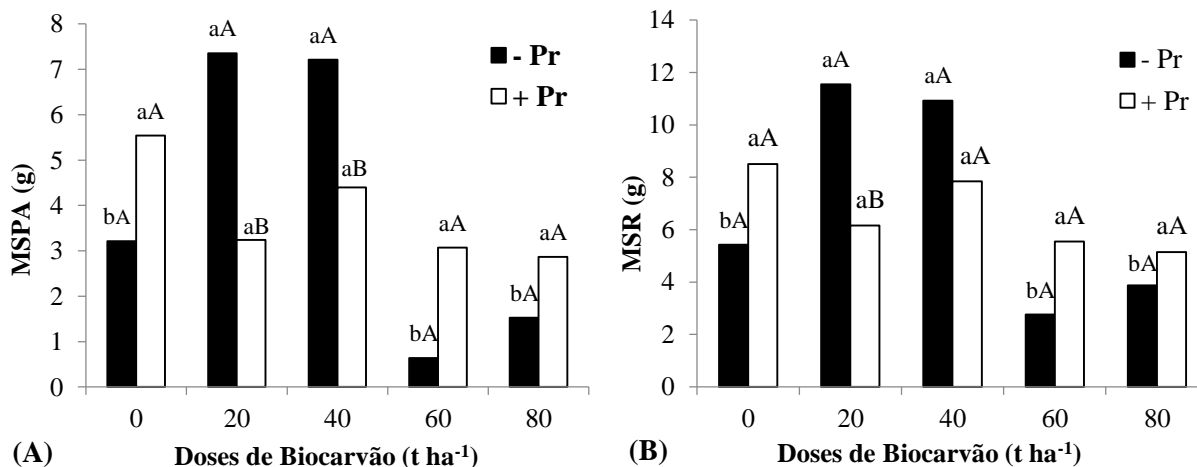 MSPA (g)
8
7
6
5
4
3
2
1
0
bA
aA
aA
aB
aA
aB
bA
aA
bA
aA
- Pr
+ Pr
0 20 40 60 80
Doses de Biocarvão (t ha-1)
(A)
MSR (g)
14
12
10
8
6
4
2
0
bA
aA
aA
aB
aA
aA
bA
aA
bA
aA
- Pr
+ Pr
0 20 40 60 80
Doses de Biocarvão (t ha-1)
(B)